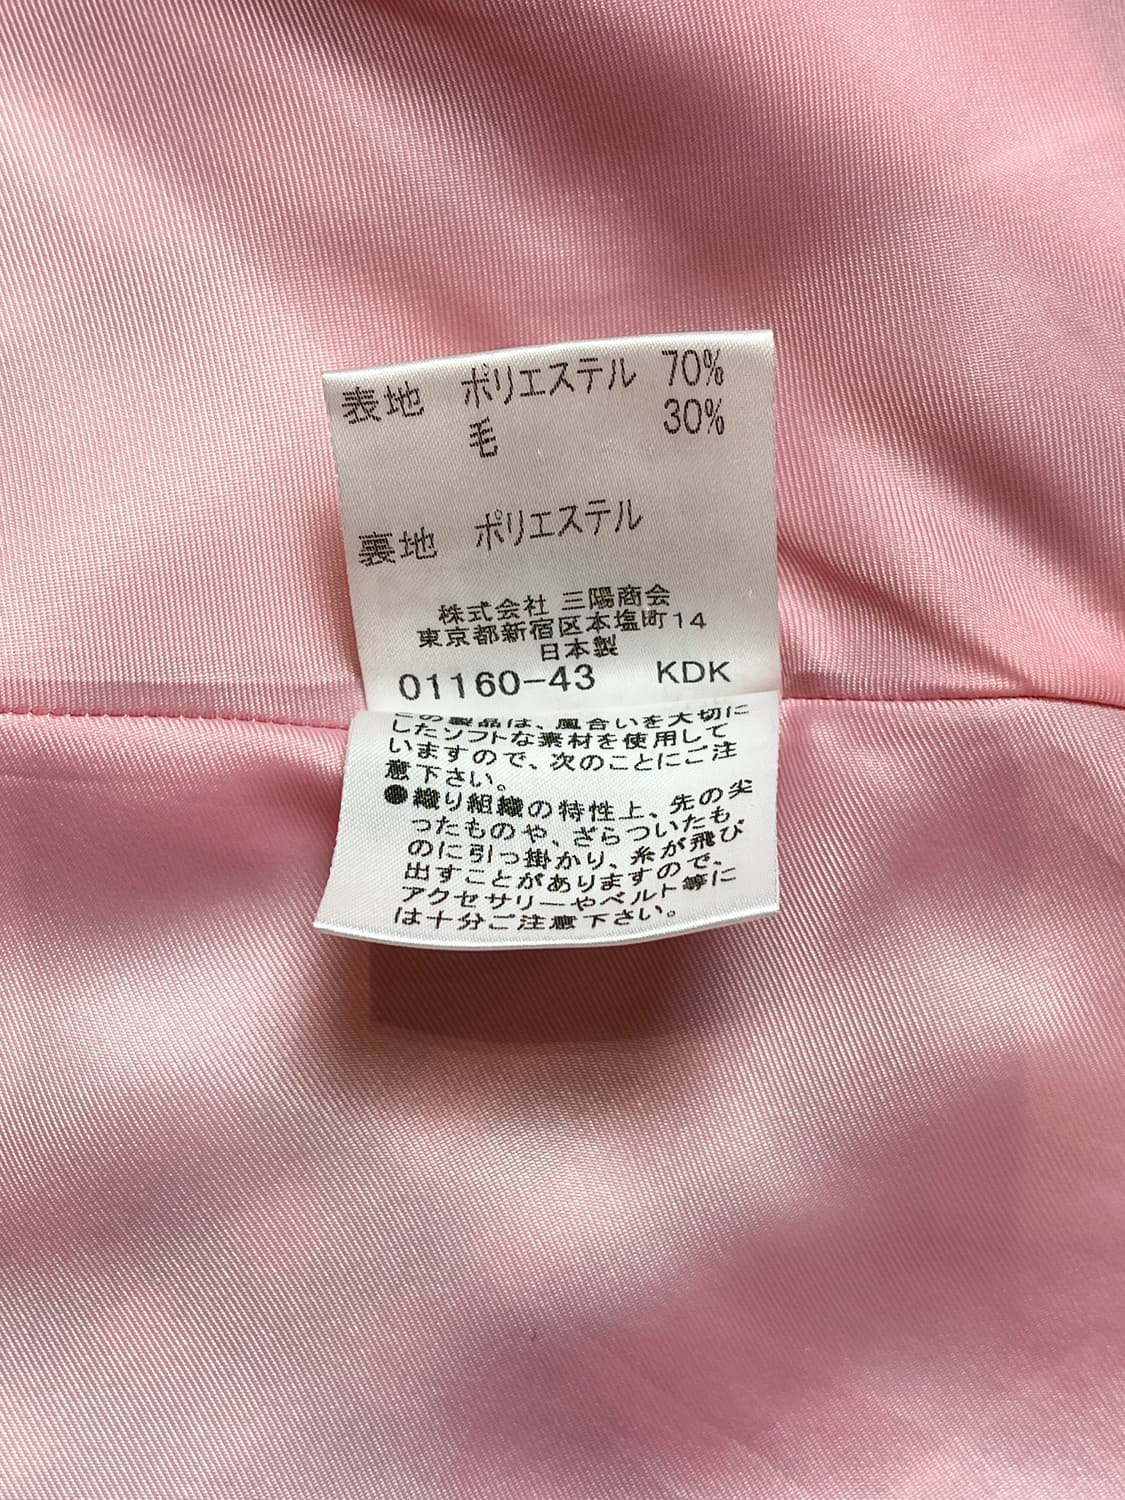 表地 ポリエステル 70%
毛 30%
裏地 ポリエステル
株式会社 三陽商会
東京都新宿区本塩町14
日本製
01160-43 KDK
この製品は、風合いを大切に
したソフトな素材を使用して
いますので、次のことにご注
意下さい。
●織り組織の特性上、先の尖
ったものや、ざらついたも
のに引っ掛かり、糸が飛び
出すことがありますので、
アクセサリーやベルト等に
は十分ご注意下さい。